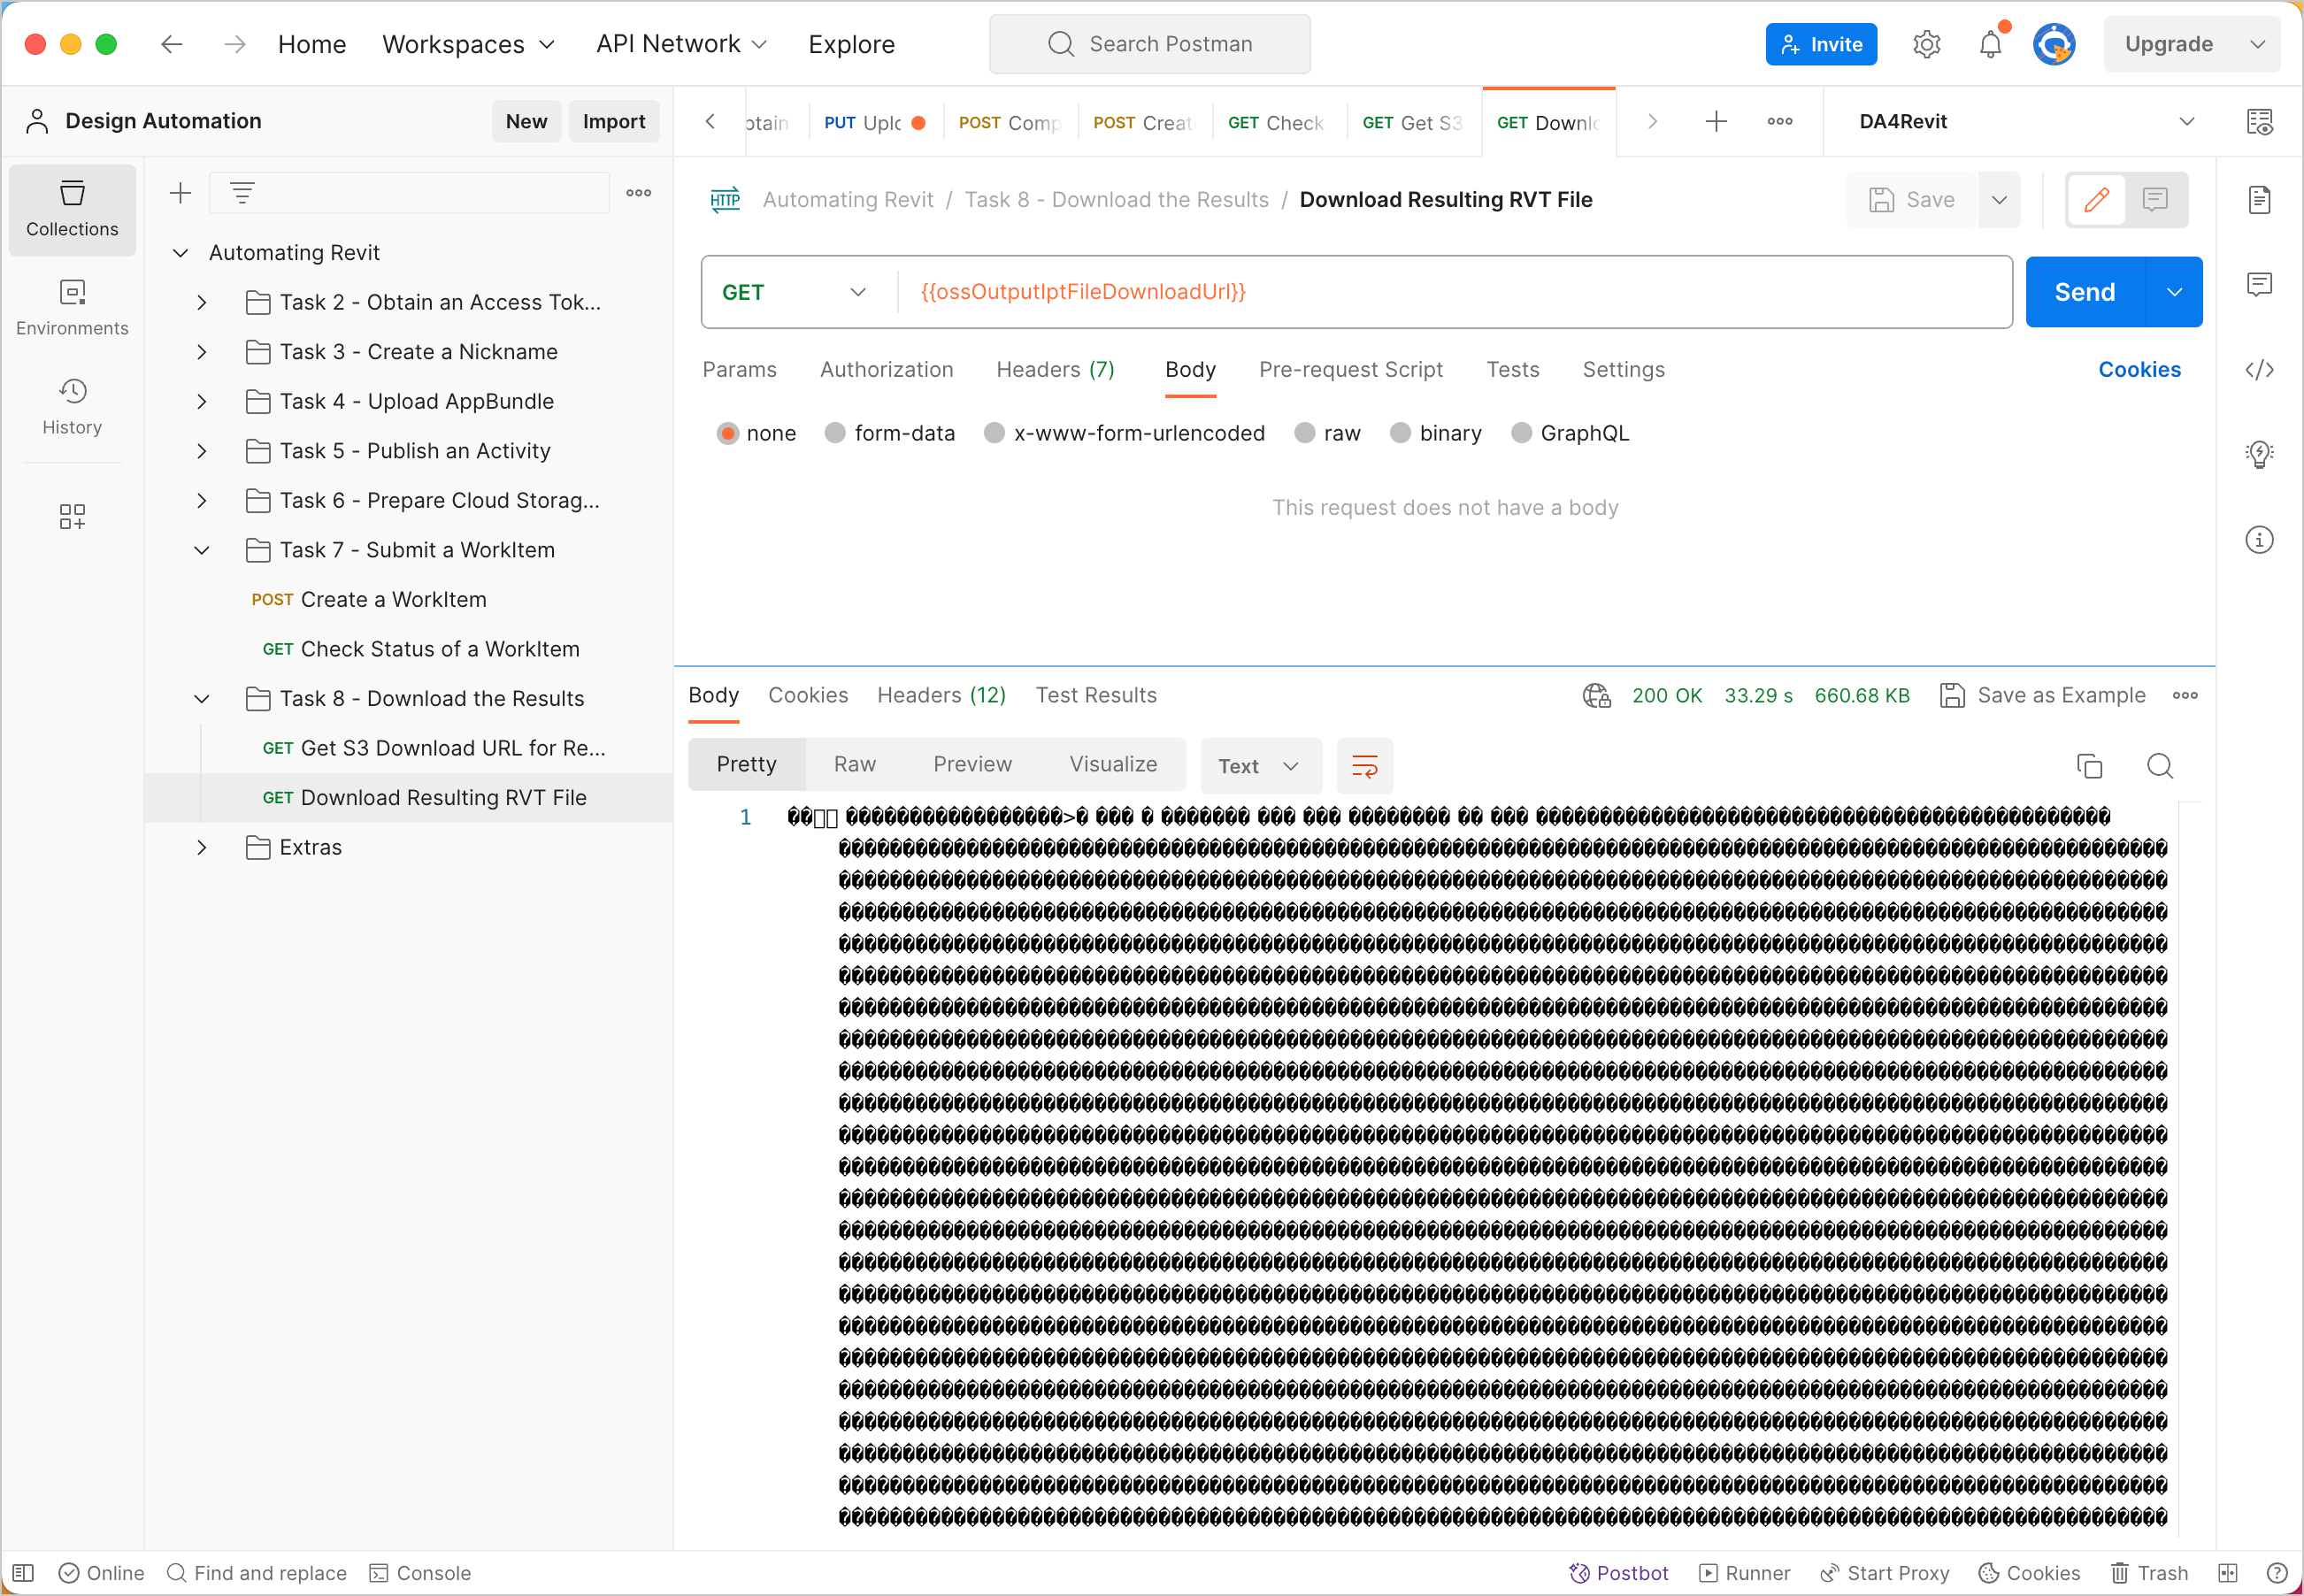 Home Workspaces API Network Explore Search Postman Invite Upgrade
Design Automation New Import
PUT POST POST GET Check GET Get S3 GET DA4Revit
Collections
Environments
History
Automating Revit
Task 2 - Obtain an Access Tok...
Task 3 - Create a Nickname
Task 4 - Upload AppBundle
Task 5 - Publish an Activity
Task 6 - Prepare Cloud Storag...
Task 7 - Submit a WorkItem
POST Create a WorkItem
GET Check Status of a WorkItem
Task 8 - Download the Results
GET Get S3 Download URL for Re...
GET Download Resulting RVT File
Extras
HTTP Automating Revit / Task 8 - Download the Results / Download Resulting RVT File Save
GET {{ossOutputIptFileDownloadUrl}} Send
Params Authorization Headers (7) Body Pre-request Script Tests Settings Cookies
none form-data x-www-form-urlencoded raw binary GraphQL
This request does not have a body
Body Cookies Headers (12) Test Results 200 OK 33.29 s 660.68 KB Save as Example
Pretty Raw Preview Visualize Text
1
Online Find and replace Console Postbot Runner Start Proxy Cookies Trash